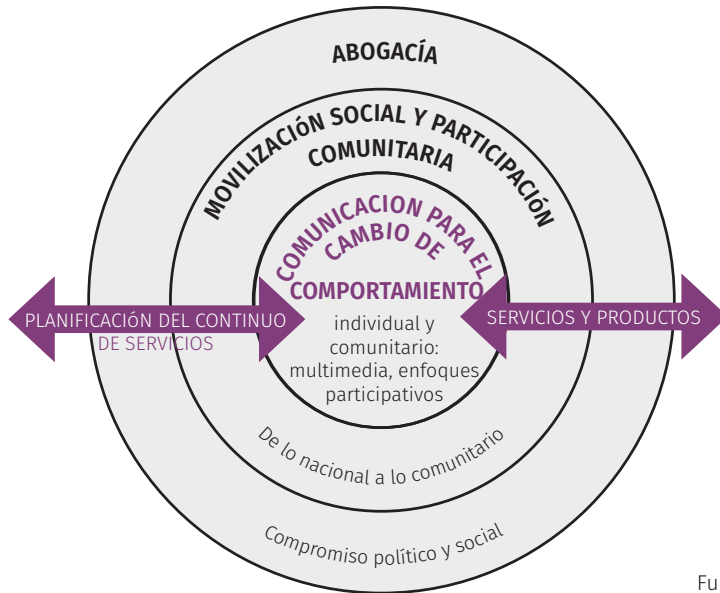 ABOGACÍA
MOVILIZACIÓN SOCIAL Y PARTICIPACIÓN
COMUNITARIA
COMUNICACION PARA EL
CAMBIO DE
COMPORTAMIENTO
individual y
comunitario:
multimedia, enfoques
participativos
PLANIFICACIÓN DEL CONTINUO
DE SERVICIOS
SERVICIOS Y PRODUCTOS
De lo nacional a lo comunitario
Compromiso político y social
Fu